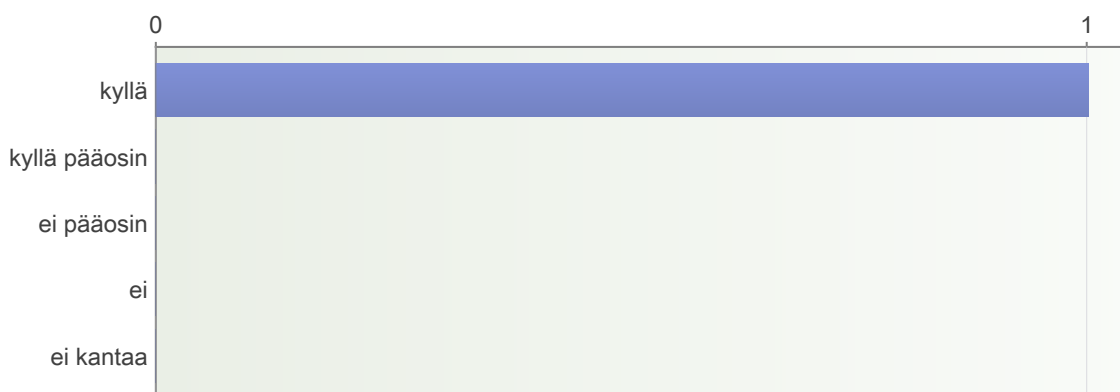 0 1
kyllä
kyllä pääosin
ei pääosin
ei
ei kantaa